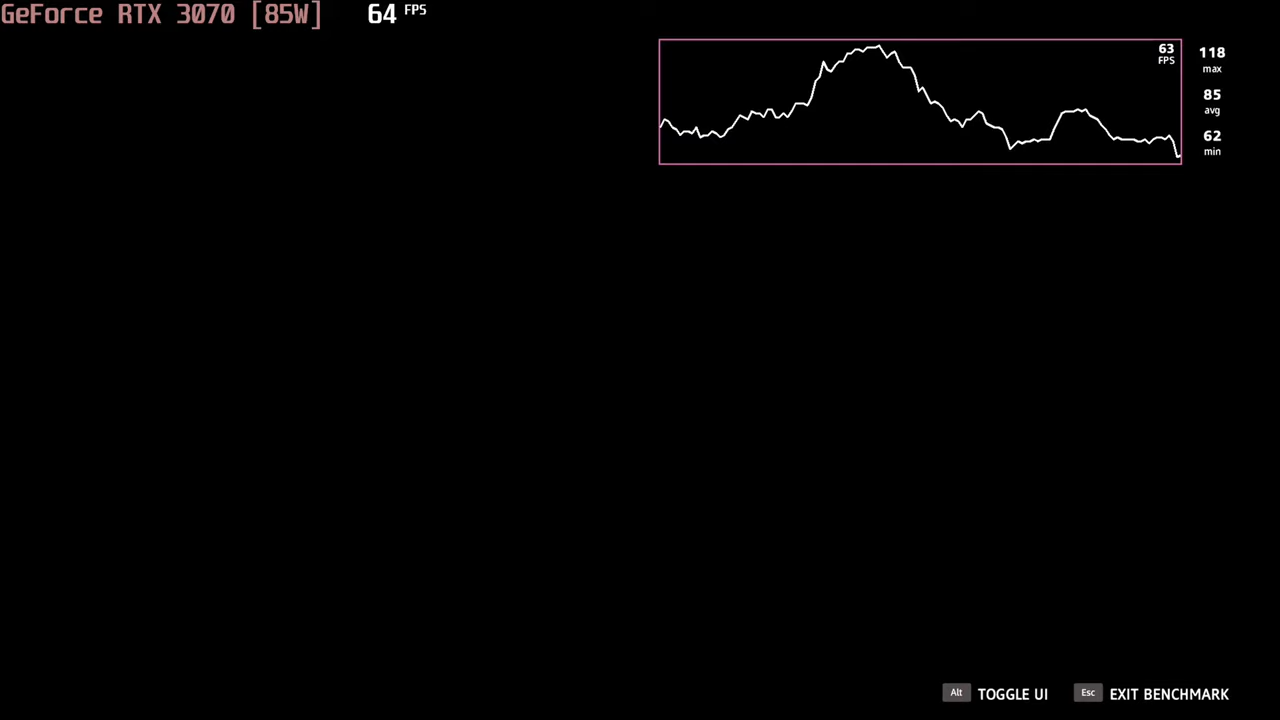 GeForce RTX 3070 [85W] 64 FPS
63
FPS
118
max
85
avg
62
min
Alt TOGGLE UI Esc EXIT BENCHMARK